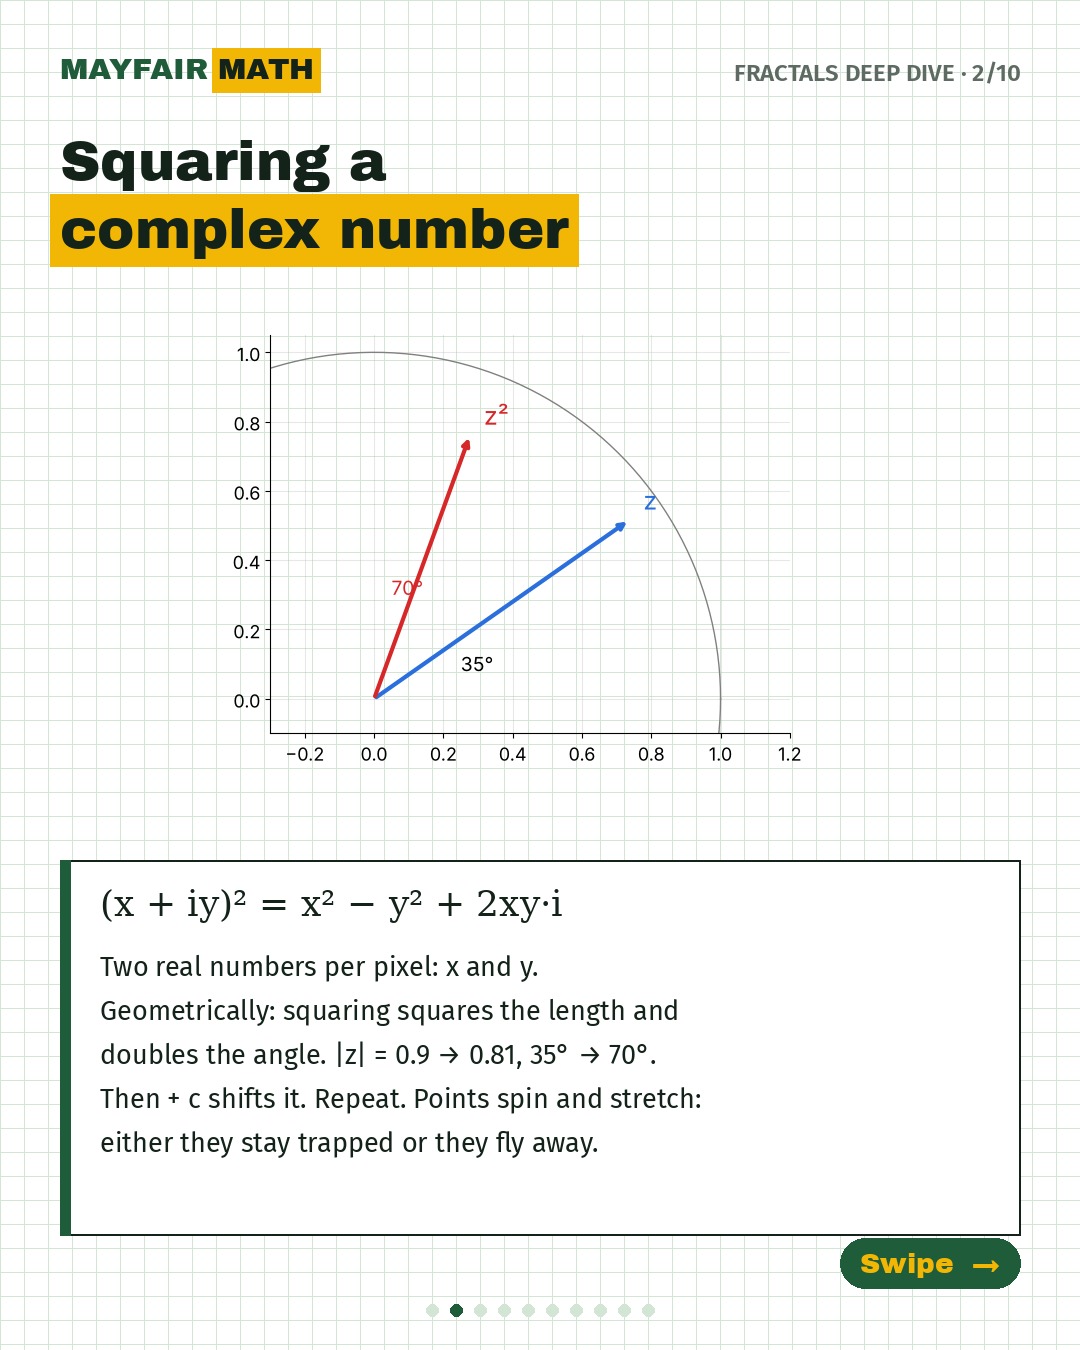 MAYFAIR MATH
FRACTALS DEEP DIVE · 2/10
Squaring a
complex number
1.0
0.8
0.6
0.4
0.2
0.0
z²
z
70°
35°
−0.2 0.0 0.2 0.4 0.6 0.8 1.0 1.2
(x + iy)² = x² − y² + 2xy·i
Two real numbers per pixel: x and y.
Geometrically: squaring squares the length and
doubles the angle. |z| = 0.9 → 0.81, 35° → 70°.
Then + c shifts it. Repeat. Points spin and stretch:
either they stay trapped or they fly away.
Swipe →